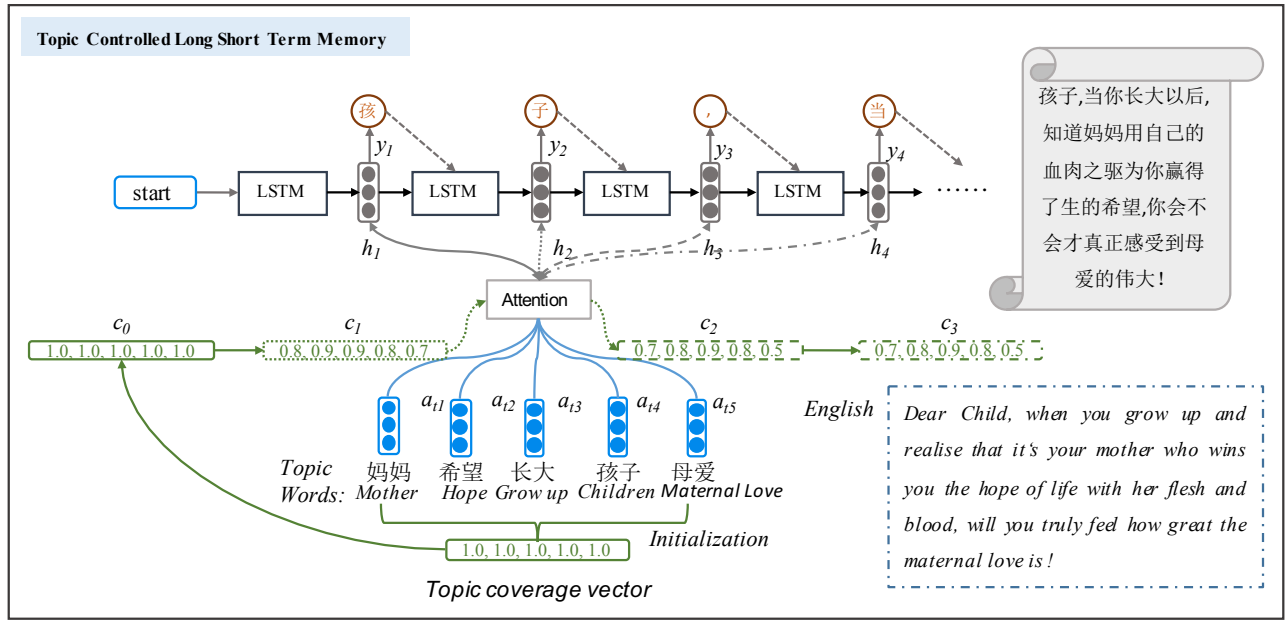 Topic Controlled Long Short Term Memory
孩 子 , 当
y1 y2 y3 y4
start LSTM LSTM LSTM LSTM ……
h1 h2 h3 h4
孩子,当你长大以后,
知道妈妈用自己的
血肉之驱为你赢得
了生的希望,你会不
会才真正感受到母
爱的伟大!
Attention
c0 c1 c2 c3
1.0, 1.0, 1.0, 1.0, 1.0 0.8, 0.9, 0.9, 0.8, 0.7 0.7, 0.8, 0.9, 0.8, 0.5 0.7, 0.8, 0.9, 0.8, 0.5
at1 at2 at3 at4 at5
Topic Words:
妈妈 希望 长大 孩子 母爱
Mother Hope Grow up Children Maternal Love
Initialization
1.0, 1.0, 1.0, 1.0, 1.0
Topic coverage vector
English
Dear Child, when you grow up and
realise that it‘s your mother who wins
you the hope of life with her flesh and
blood, will you truly feel how great the
maternal love is !